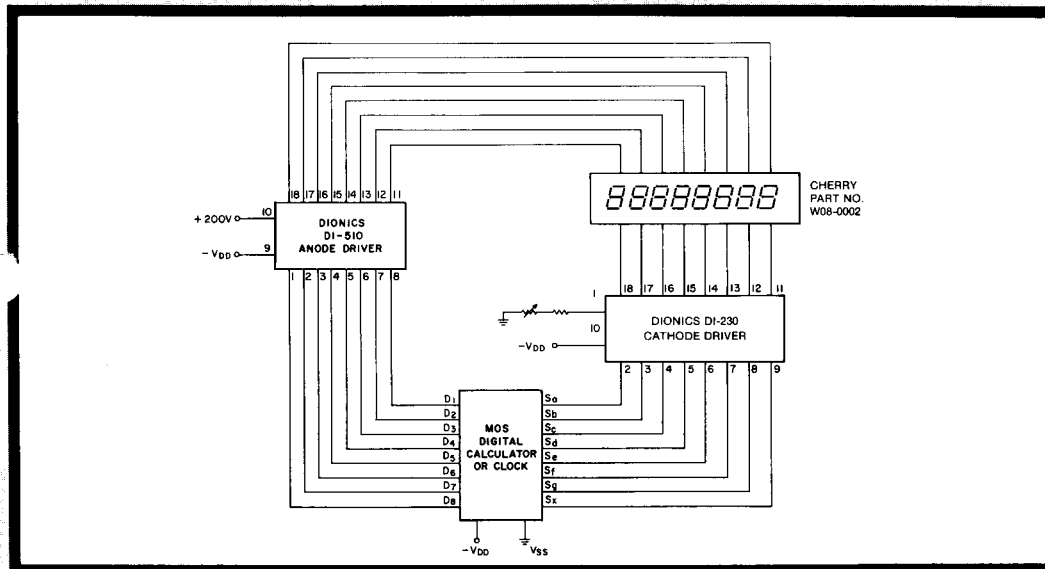 18 17 16 15 14 13 12 11
+200V
10
DIONICS
DI-510
ANODE DRIVER
-VDD
9
1 2 3 4 5 6 7 8
88888888
CHERRY
PART NO.
W08-0002
18 17 16 15 14 13 12 11
1
10
-VDD
DIONICS DI-230
CATHODE DRIVER
2 3 4 5 6 7 8 9
D1
D2
D3
D4
D5
D6
D7
D8
MOS
DIGITAL
CALCULATOR
OR CLOCK
Sa
Sb
Sc
Sd
Se
Sf
Sg
Sx
-VDD
VSS